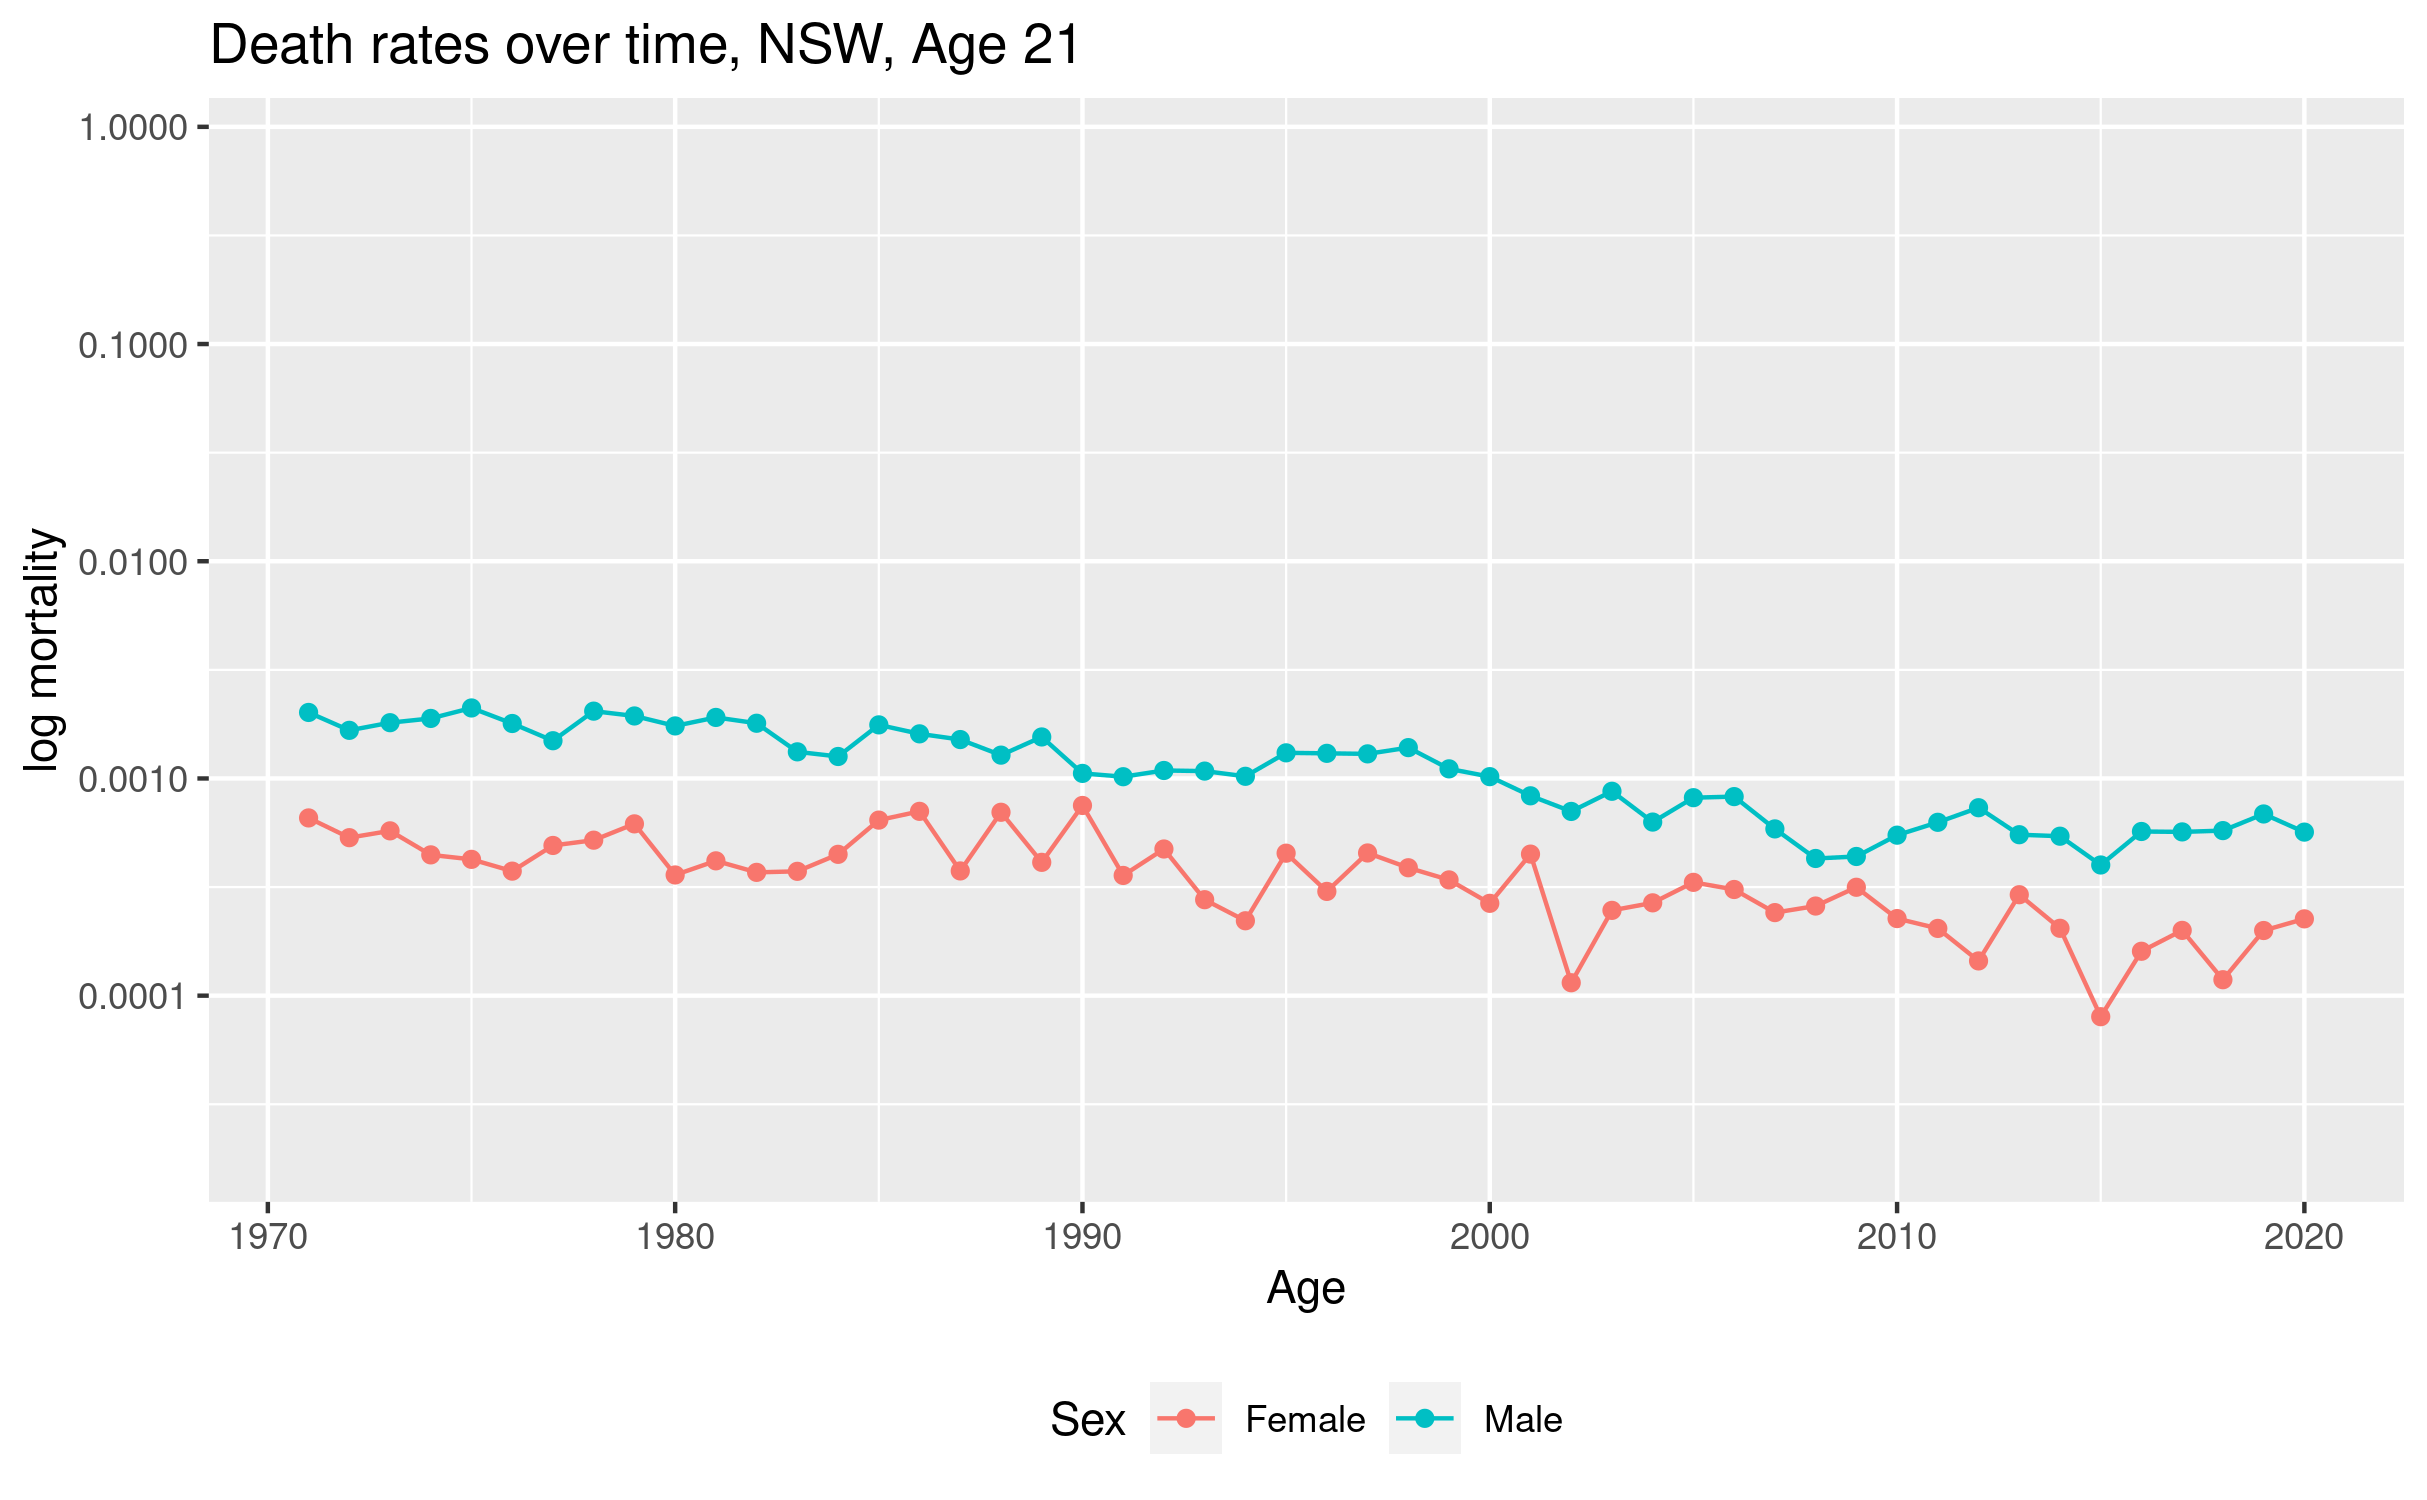 Death rates over time, NSW, Age 21
log mortality
1.0000
0.1000
0.0100
0.0010
0.0001
1970 1980 1990 2000 2010 2020
Age
Sex Female Male